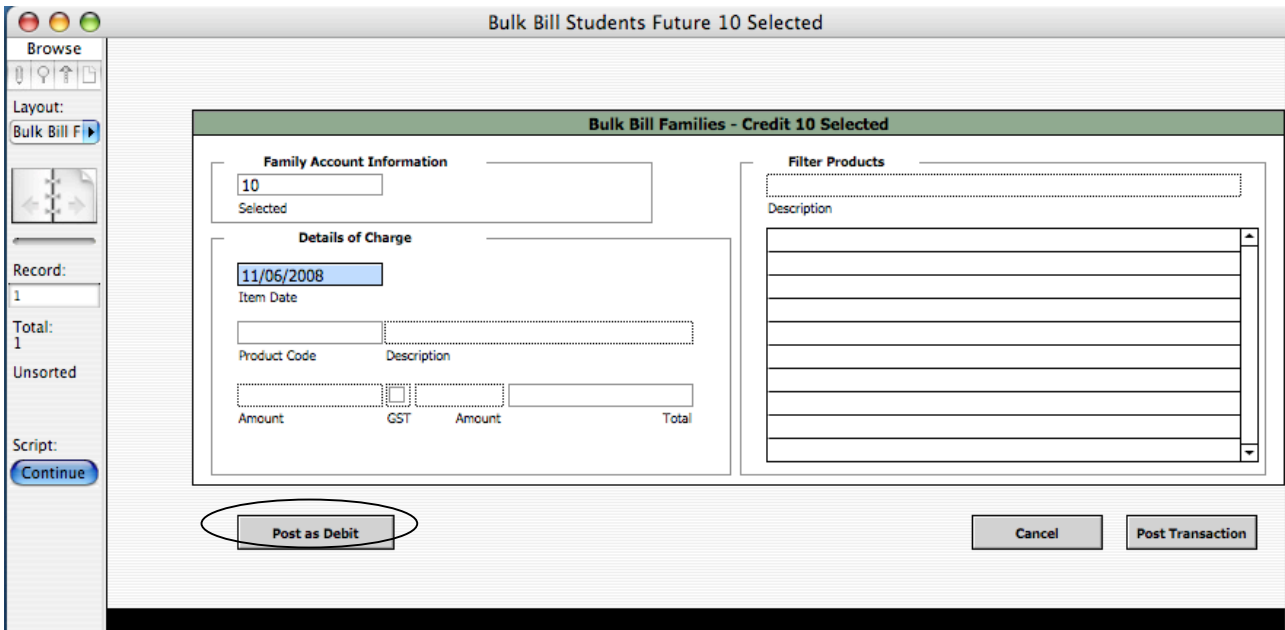 Bulk Bill Students Future 10 Selected
Browse
Layout:
Bulk Bill F
Record:
1
Total:
1
Unsorted
Script:
Continue
Bulk Bill Families - Credit 10 Selected
Family Account Information
10
Selected
Details of Charge
11/06/2008
Item Date
Product Code Description
Amount GST Amount Total
Filter Products
Description
Post as Debit Cancel Post Transaction